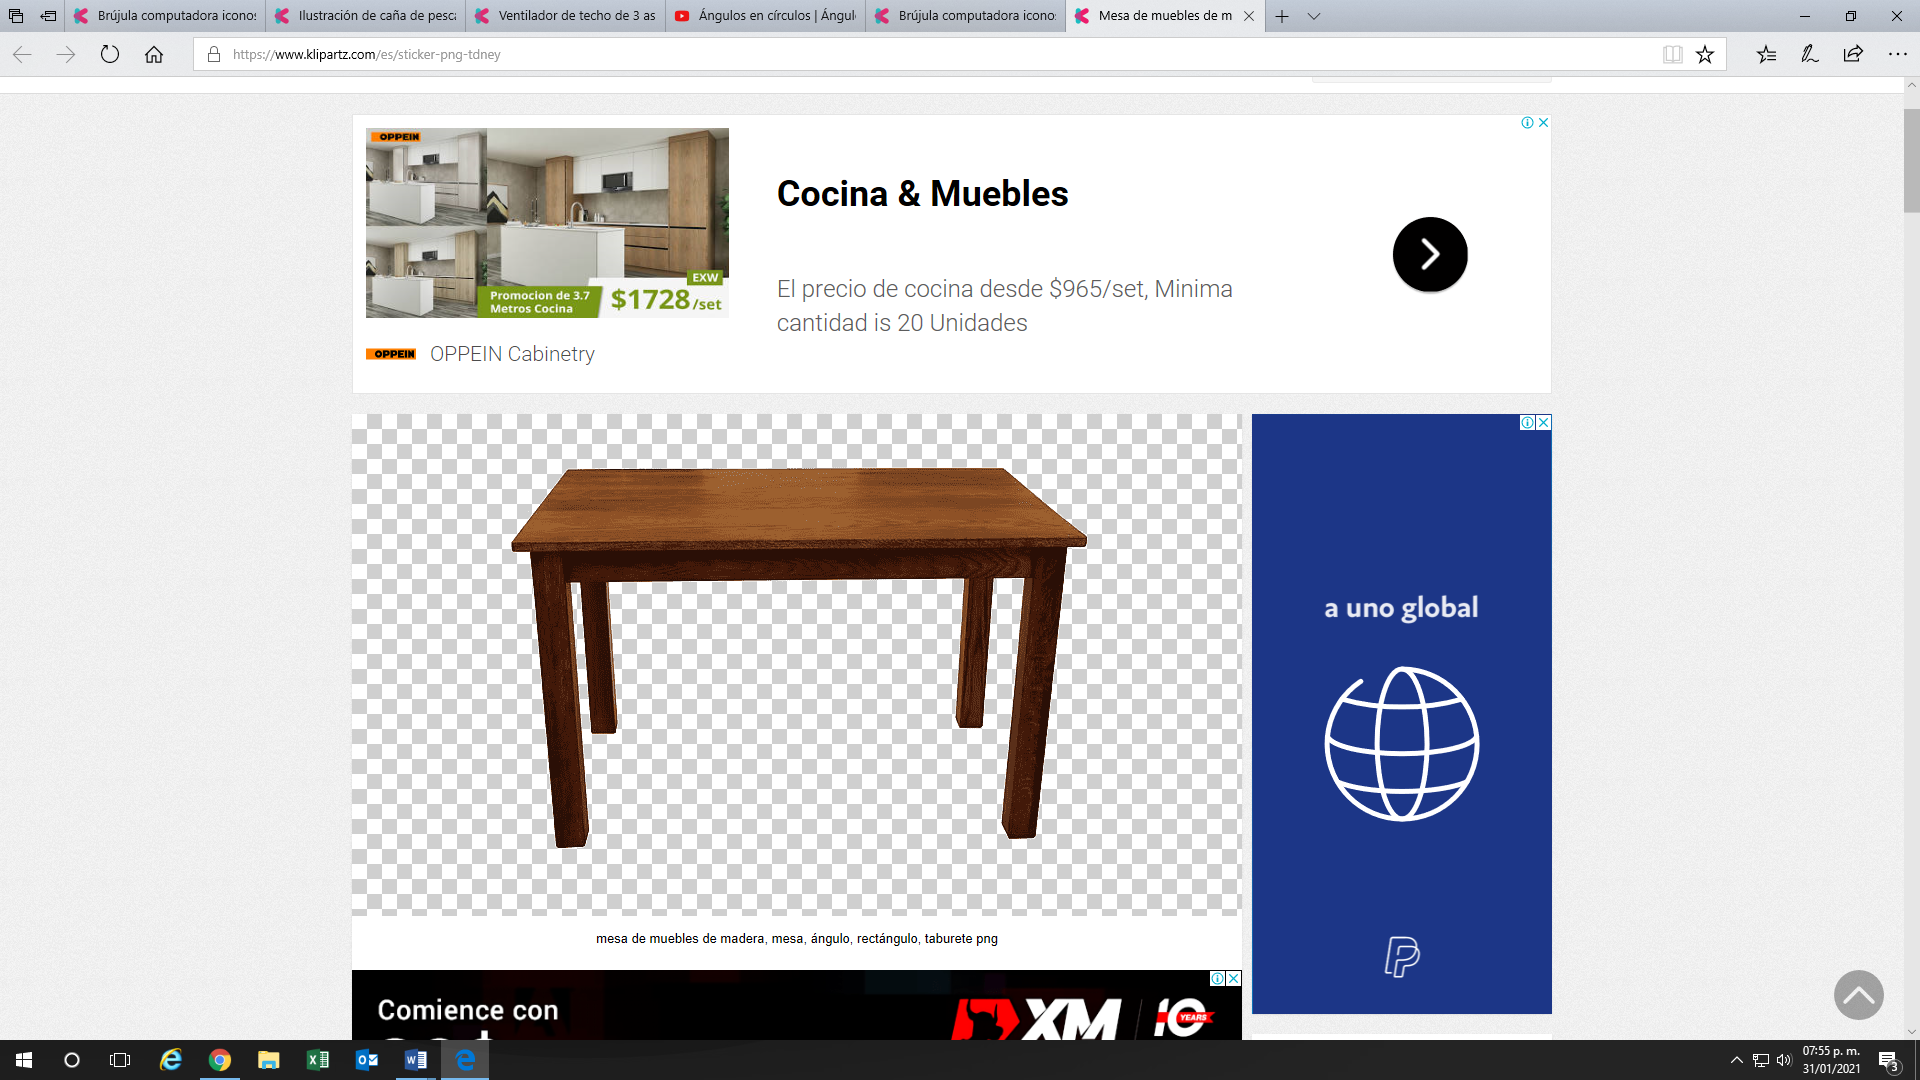 Brújula computadora iconos
Ilustración de caña de pesca
Ventilador de techo de 3 as
Ángulos en círculos | Ángul
Brújula computadora iconos
Mesa de muebles de m
https://www.klipartz.com/es/sticker-png-tdney
OPPEIN
Promocion de 3.7
Metros Cocina
EXW
$1728/set
OPPEIN
OPPEIN Cabinetry
Cocina & Muebles
El precio de cocina desde $965/set, Minima
cantidad is 20 Unidades
a uno global
mesa de muebles de madera, mesa, ángulo, rectángulo, taburete png
Comience con
XM
10
YEARS
07:55 p. m.
31/01/2021
3